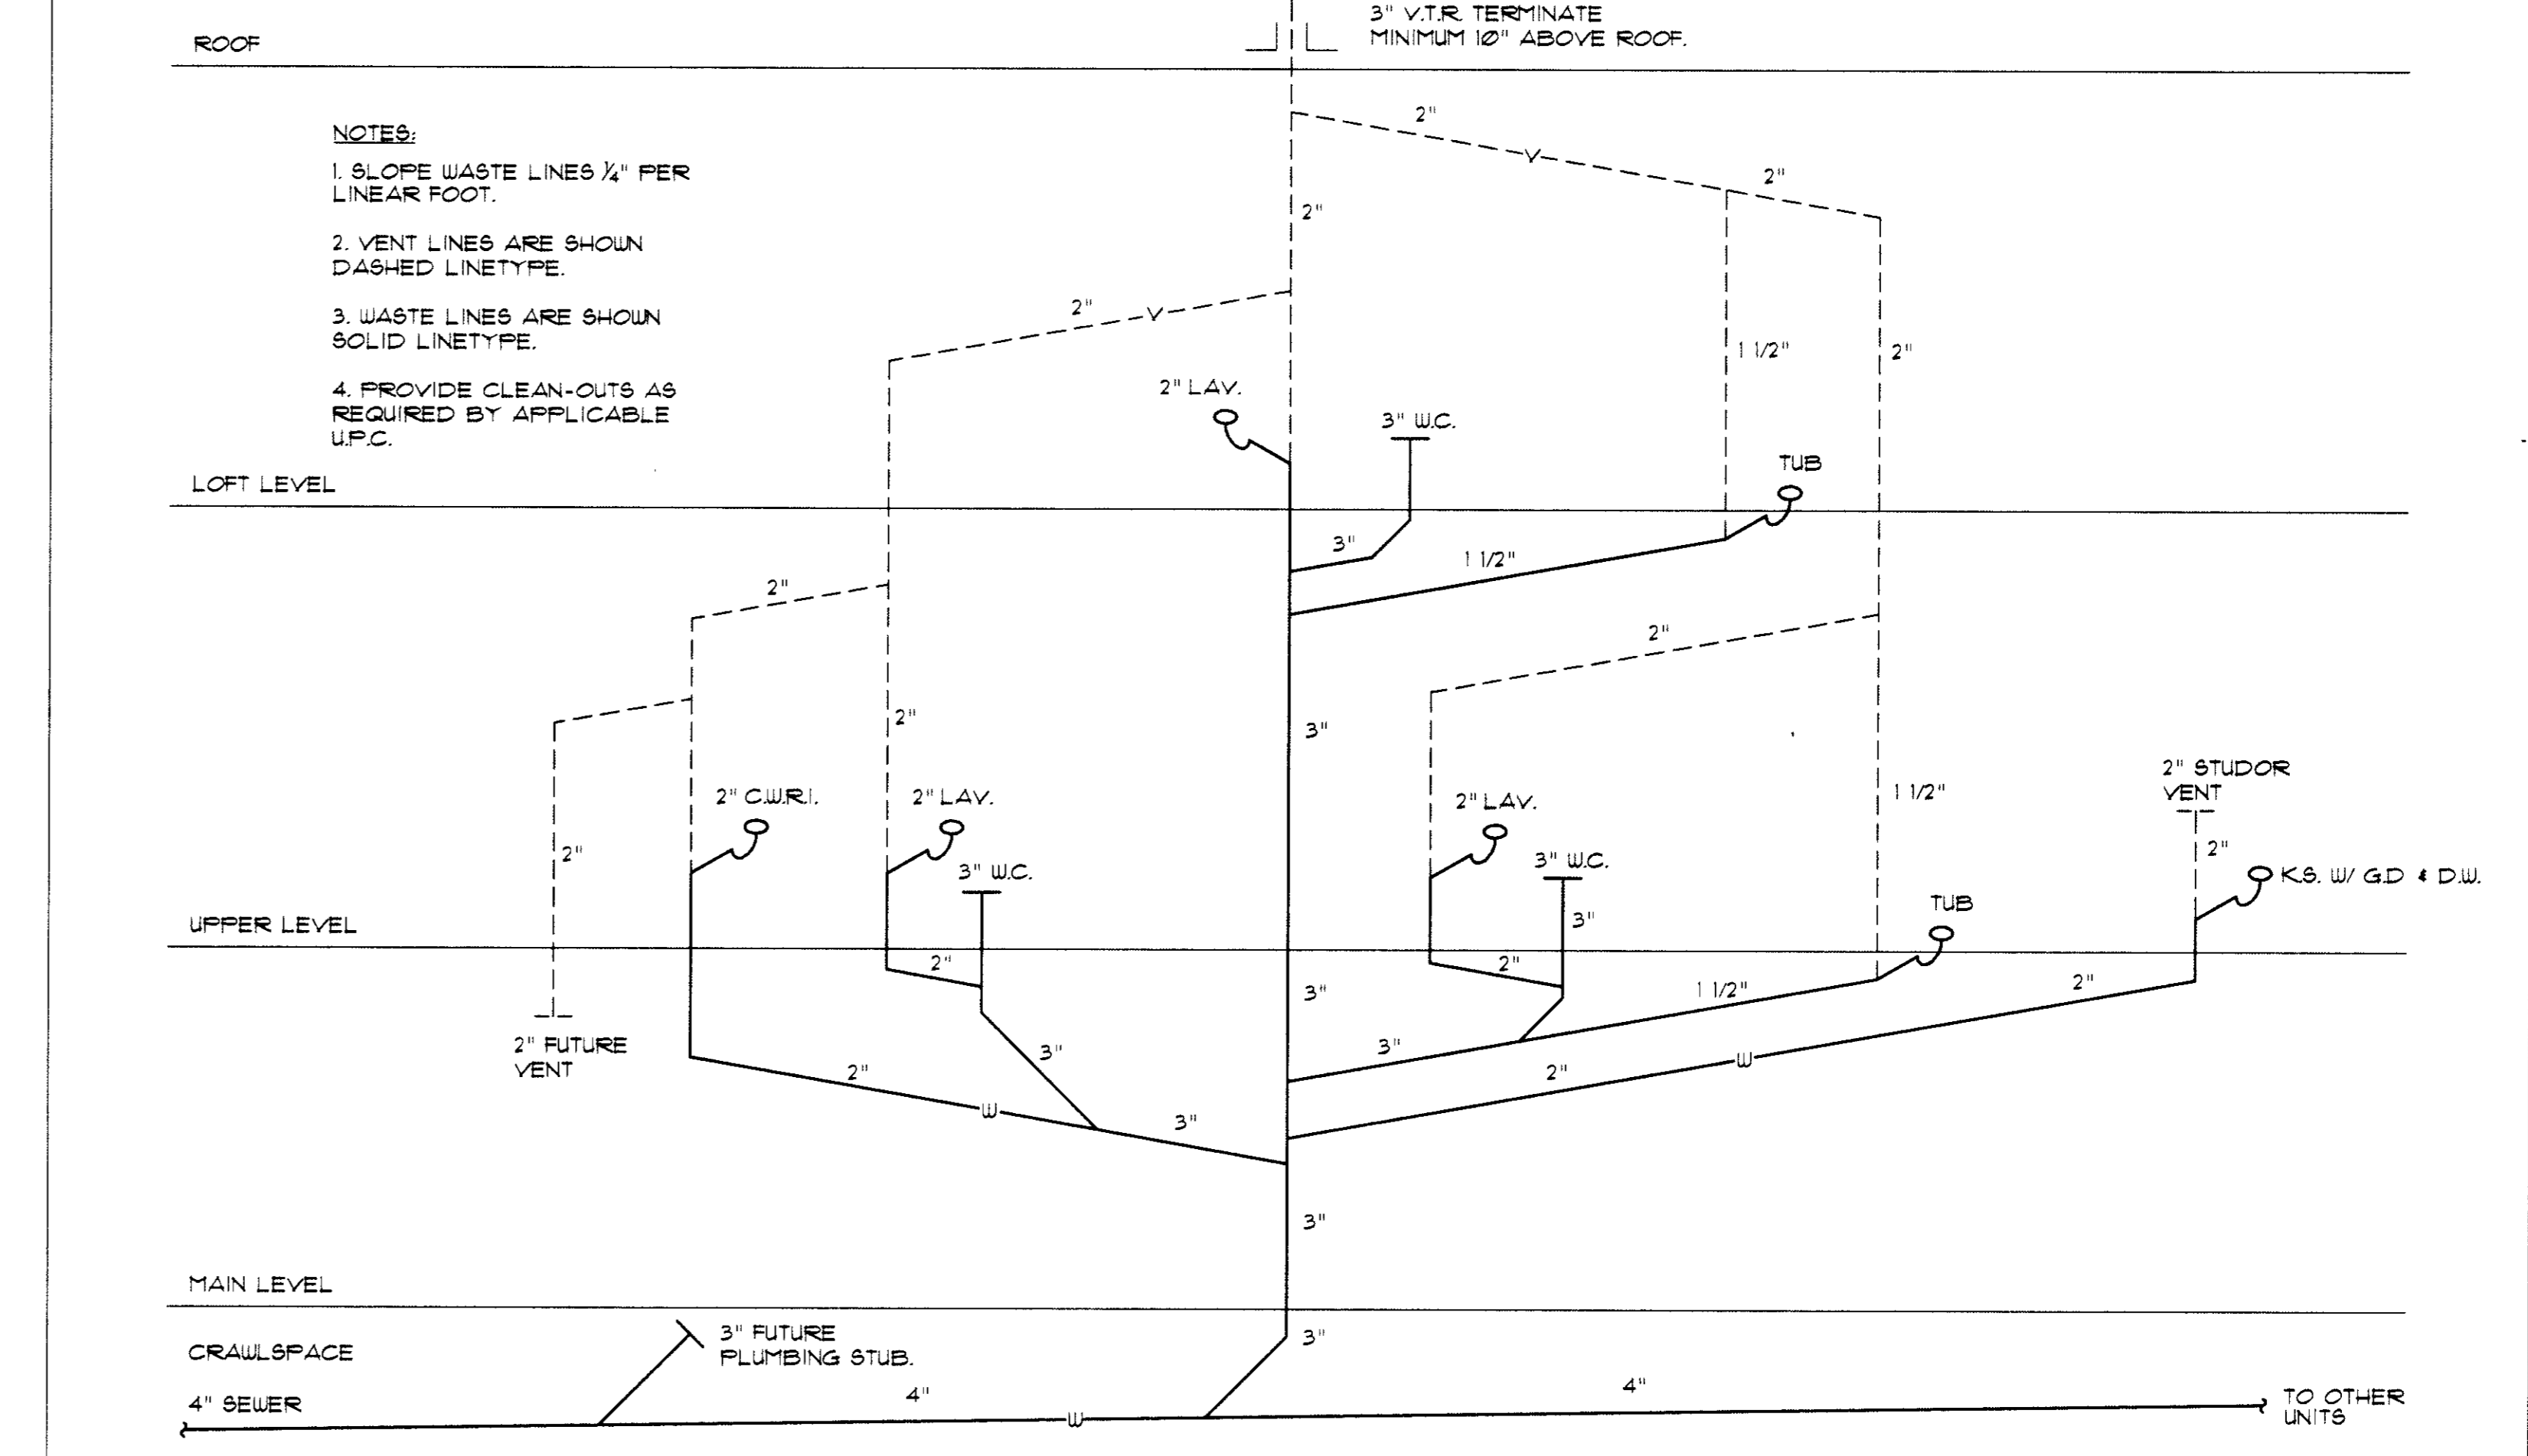 3" V.T.R. TERMINATE
MINIMUM 10" ABOVE ROOF.
ROOF
NOTES:
1. SLOPE WASTE LINES 1/4" PER
LINEAR FOOT.
2. VENT LINES ARE SHOWN
DASHED LINETYPE.
3. WASTE LINES ARE SHOWN
SOLID LINETYPE.
4. PROVIDE CLEAN-OUTS AS
REQUIRED BY APPLICABLE
U.P.C.
2"
V
2"
2"
2"
V
1 1/2"
2"
2" LAV.
3" W.C.
TUB
LOFT LEVEL
3"
1 1/2"
2"
2"
2"
3"
2" C.W.R.I.
2" LAV.
2" LAV.
1 1/2"
2" STUDOR
VENT
2"
3" W.C.
3" W.C.
2"
K.S. W/ G.D & D.W.
3"
TUB
UPPER LEVEL
2"
2"
3"
1 1/2"
2"
2" FUTURE
VENT
3"
3"
2"
2"
W
W
3"
3"
MAIN LEVEL
3" FUTURE
PLUMBING STUB.
3"
CRAWLSPACE
4" SEWER
4"
W
4"
TO OTHER
UNITS